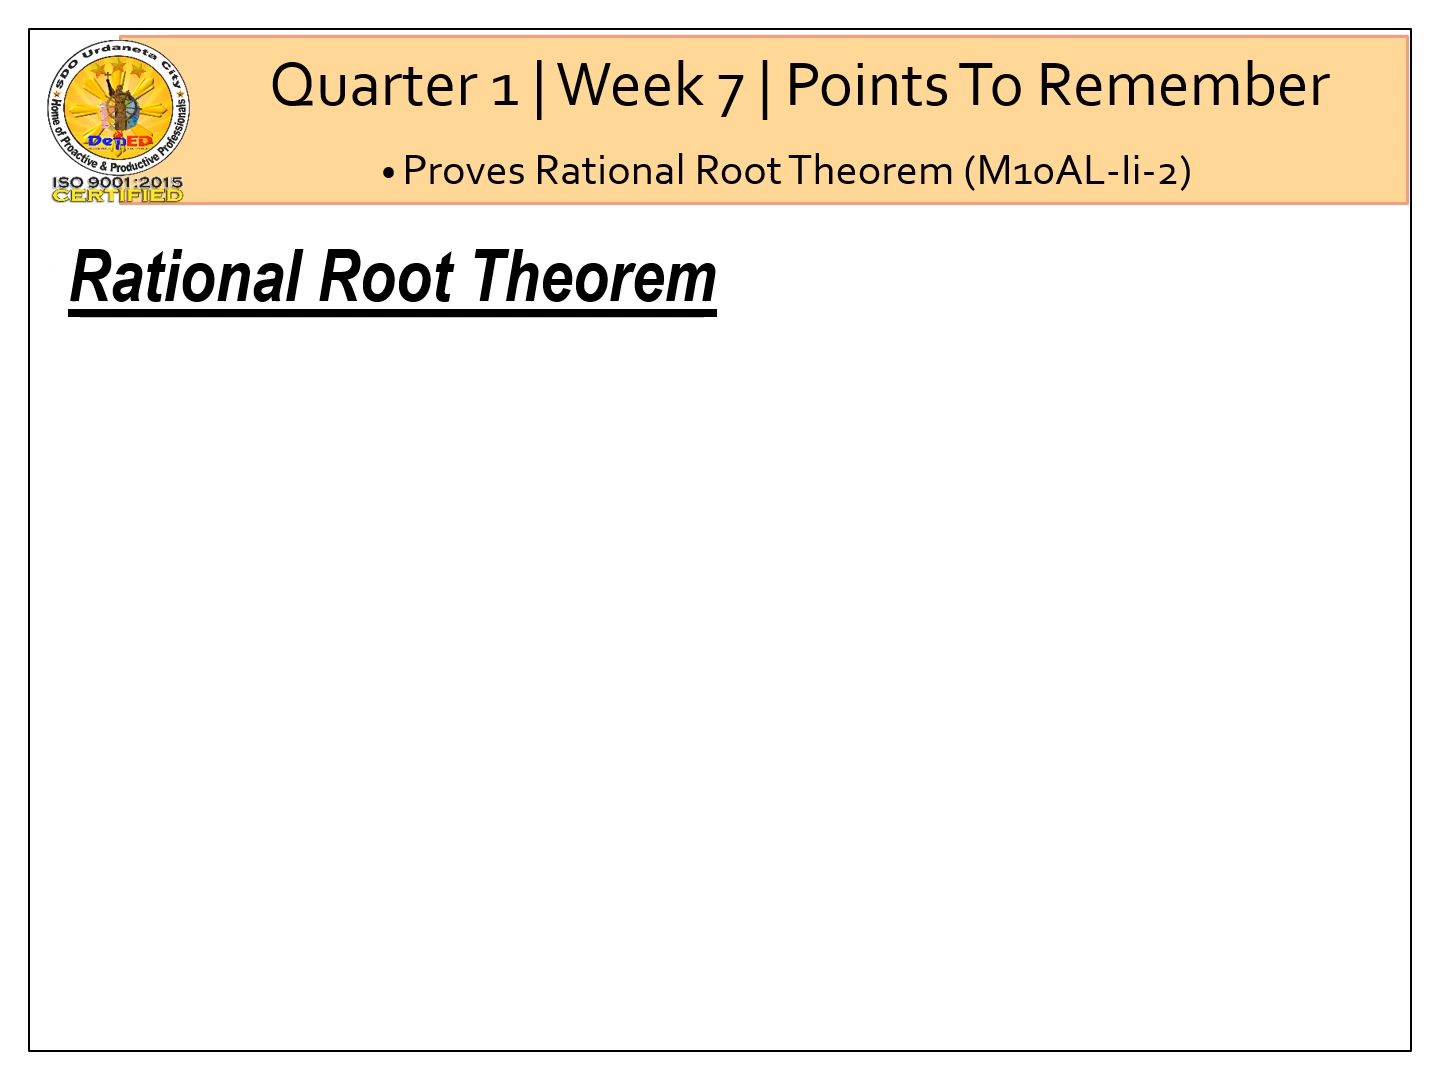 Quarter 1 | Week 7 | Points To Remember
• Proves Rational Root Theorem (M10AL-Ii-2)
SDO Urdaneta City
Home of Proactive & Productive Professionals
DepED
ISO 9001:2015
CERTIFIED
Rational Root Theorem